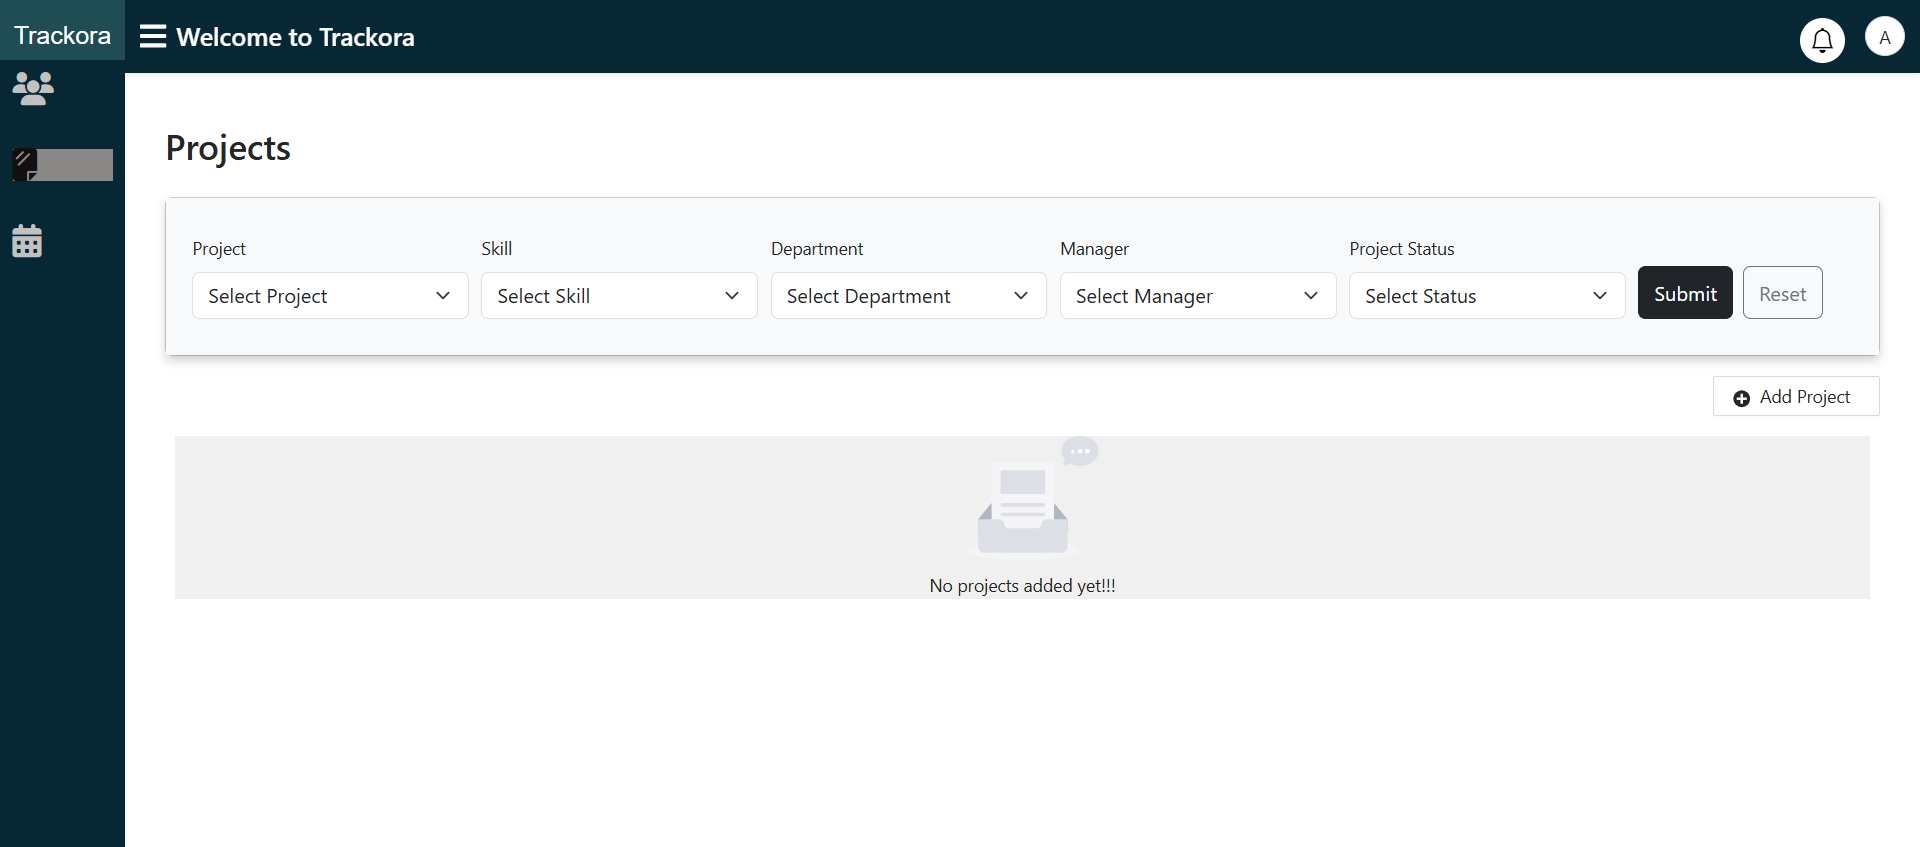 Trackora
Welcome to Trackora
A
Projects
Project
Skill
Department
Manager
Project Status
Select Project
Select Skill
Select Department
Select Manager
Select Status
Submit
Reset
Add Project
No projects added yet!!!